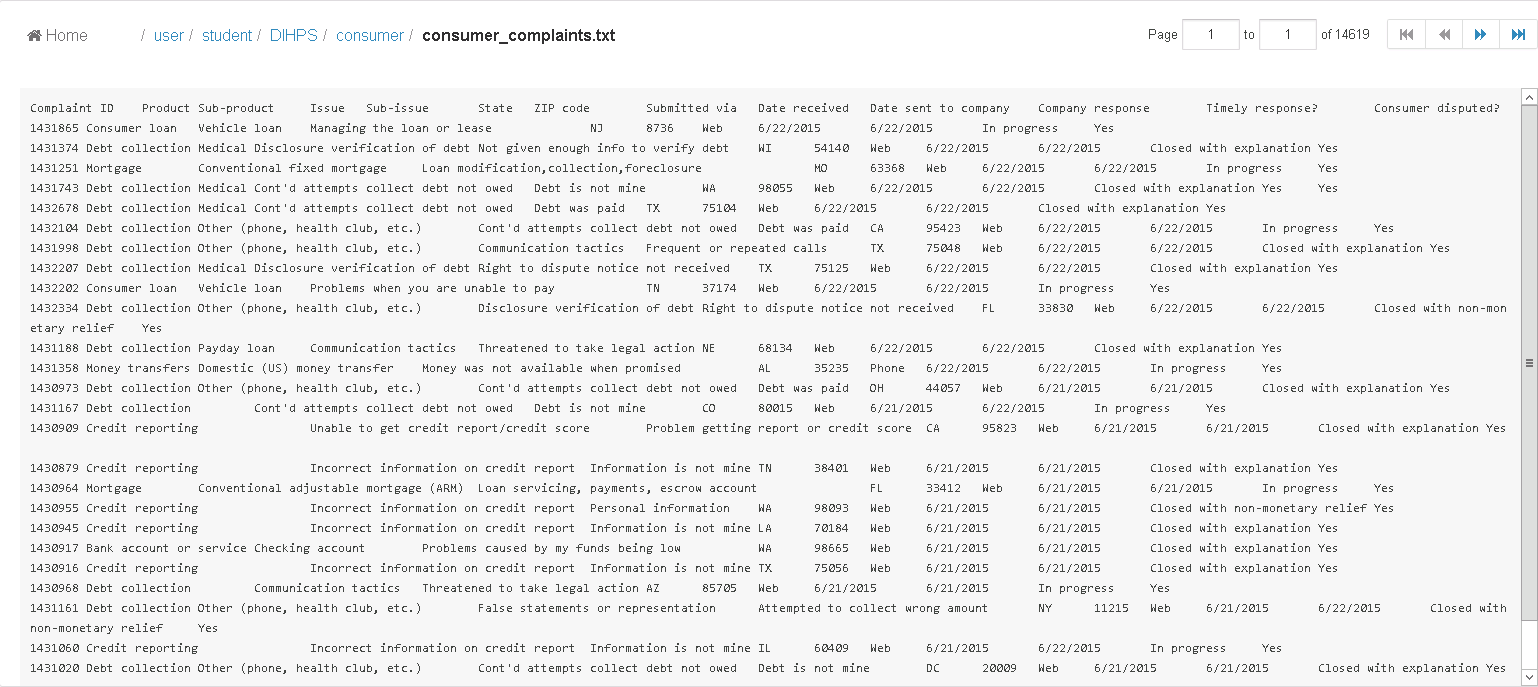 Home / user / student / DIHPS / consumer / consumer_complaints.txt Page 1 to 1 of 14619
Complaint ID Product Sub-product Issue Sub-issue State ZIP code Submitted via Date received Date sent to company Company response Timely response? Consumer disputed?
1431865 Consumer loan Vehicle loan Managing the loan or lease NJ 8736 Web 6/22/2015 6/22/2015 In progress Yes
1431374 Debt collection Medical Disclosure verification of debt Not given enough info to verify debt WI 54140 Web 6/22/2015 6/22/2015 Closed with explanation Yes
1431251 Mortgage Conventional fixed mortgage Loan modification,collection,foreclosure MO 63368 Web 6/22/2015 6/22/2015 In progress Yes
1431743 Debt collection Medical Cont'd attempts collect debt not owed Debt is not mine WA 98055 Web 6/22/2015 6/22/2015 Closed with explanation Yes Yes
1432678 Debt collection Medical Cont'd attempts collect debt not owed Debt was paid TX 75104 Web 6/22/2015 6/22/2015 Closed with explanation Yes
1432104 Debt collection Other (phone, health club, etc.) Cont'd attempts collect debt not owed Debt was paid CA 95423 Web 6/22/2015 6/22/2015 In progress Yes
1431998 Debt collection Other (phone, health club, etc.) Communication tactics Frequent or repeated calls TX 75048 Web 6/22/2015 6/22/2015 Closed with explanation Yes
1432207 Debt collection Medical Disclosure verification of debt Right to dispute notice not received TX 75125 Web 6/22/2015 6/22/2015 Closed with explanation Yes
1432202 Consumer loan Vehicle loan Problems when you are unable to pay TN 37174 Web 6/22/2015 6/22/2015 In progress Yes
1432334 Debt collection Other (phone, health club, etc.) Disclosure verification of debt Right to dispute notice not received FL 33830 Web 6/22/2015 6/22/2015 Closed with non-mon
etary relief Yes
1431188 Debt collection Payday loan Communication tactics Threatened to take legal action NE 68134 Web 6/22/2015 6/22/2015 Closed with explanation Yes
1431358 Money transfers Domestic (US) money transfer Money was not available when promised AL 35235 Phone 6/22/2015 6/22/2015 In progress Yes
1430973 Debt collection Other (phone, health club, etc.) Cont'd attempts collect debt not owed Debt was paid OH 44057 Web 6/21/2015 6/21/2015 Closed with explanation Yes
1431167 Debt collection Cont'd attempts collect debt not owed Debt is not mine CO 80015 Web 6/21/2015 6/22/2015 In progress Yes
1430909 Credit reporting Unable to get credit report/credit score Problem getting report or credit score CA 95823 Web 6/21/2015 6/21/2015 Closed with explanation Yes
1430879 Credit reporting Incorrect information on credit report Information is not mine TN 38401 Web 6/21/2015 6/21/2015 Closed with explanation Yes
1430964 Mortgage Conventional adjustable mortgage (ARM) Loan servicing, payments, escrow account FL 33412 Web 6/21/2015 6/21/2015 In progress Yes
1430955 Credit reporting Incorrect information on credit report Personal information WA 98093 Web 6/21/2015 6/21/2015 Closed with non-monetary relief Yes
1430945 Credit reporting Incorrect information on credit report Information is not mine LA 70184 Web 6/21/2015 6/21/2015 Closed with explanation Yes
1430917 Bank account or service Checking account Problems caused by my funds being low WA 98665 Web 6/21/2015 6/21/2015 Closed with explanation Yes
1430916 Credit reporting Incorrect information on credit report Information is not mine TX 75056 Web 6/21/2015 6/21/2015 Closed with explanation Yes
1430968 Debt collection Communication tactics Threatened to take legal action AZ 85705 Web 6/21/2015 6/21/2015 In progress Yes
1431161 Debt collection Other (phone, health club, etc.) False statements or representation Attempted to collect wrong amount NY 11215 Web 6/21/2015 6/22/2015 Closed with
non-monetary relief Yes
1431060 Credit reporting Incorrect information on credit report Information is not mine IL 60409 Web 6/21/2015 6/22/2015 In progress Yes
1431020 Debt collection Other (phone, health club, etc.) Cont'd attempts collect debt not owed Debt is not mine DC 20009 Web 6/21/2015 6/21/2015 Closed with explanation Yes